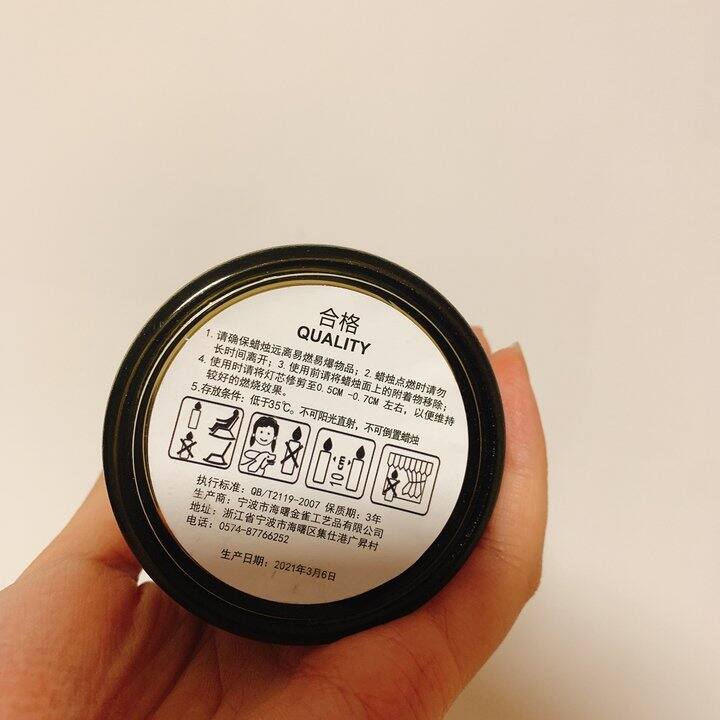 合格
QUALITY
1.请确保蜡烛远离易燃易爆物品；2.蜡烛点燃时请勿
长时间离开；3.使用前请将蜡烛面上的附着物移除；
4.使用时请将灯芯修剪至0.5CM -0.7CM 左右，以便维持
较好的燃烧效果。
5.存放条件：低于35℃。不可阳光直射，不可倒置蜡烛
10cm
执行标准：QB/T2119-2007 保质期：3年
生产商：宁波市海曙金雀工艺品有限公司
地址：浙江省宁波市海曙区集仕港广昇村
电话：0574-87766252
生产日期：2021年3月6日